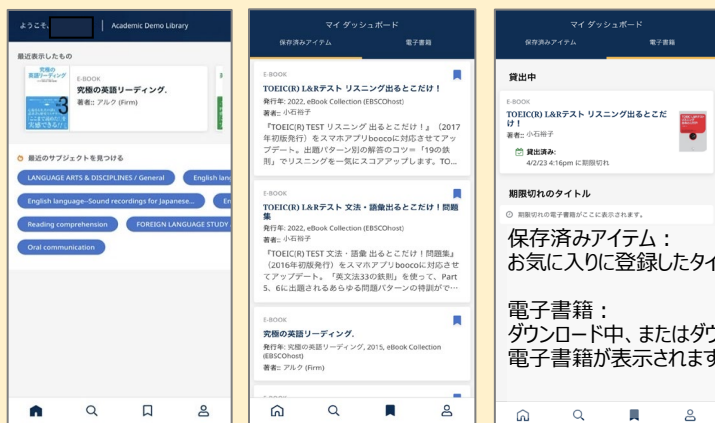 ようこそ、
Academic Demo Library
最近表示したもの
究極の
英語リーディング
3
E-BOOK
究極の英語リーディング.
著者:: アルク (Firm)
最近のサブジェクトを見つける
LANGUAGE ARTS & DISCIPLINES / General
English lang
English language--Sound recordings for Japanese...
En
Reading comprehension
FOREIGN LANGUAGE STUDY
Oral communication
マイ ダッシュボード
保存済みアイテム
電子書籍
E-BOOK
TOEIC(R) L&Rテスト リスニング出るとこだけ！
発行年: 2022, eBook Collection (EBSCOhost)
著者:: 小石裕子
『TOEIC(R) TEST リスニング 出るとこだけ！』（2017
年初版発行）をスマホアプリboocoに対応させてアッ
プデート。出題パターン別の解答のコツ＝「19の鉄
則」でリスニングを一気にスコアアップします。TO...
E-BOOK
TOEIC(R) L&Rテスト 文法・語彙出るとこだけ！問題
集
発行年: 2022, eBook Collection (EBSCOhost)
著者:: 小石裕子
『TOEIC(R) TEST 文法・語彙 出るとこだけ！問題集』
（2016年初版発行）をスマホアプリboocoに対応させ
てアップデート。「英文法33の鉄則」を使って、Part
5、6に出題されるあらゆる問題パターンの特訓がで…
E-BOOK
究極の英語リーディング.
発行年: 究極の英語リーディング, 2015, eBook Collection
(EBSCOhost)
著者:: アルク (Firm)
マイ ダッシュボード
保存済みアイテム
電子書籍
貸出中
E-BOOK
TOEIC(R) L&Rテスト リスニング出るとこだ
け！
著者:: 小石裕子
貸出済み:
4/2/23 4:16pm に期限切れ
期限切れのタイトル
期限切れの電子書籍がここに表示されます。
保存済みアイテム：
お気に入りに登録したタイ
電子書籍：
ダウンロード中、またはダウ
電子書籍が表示されます